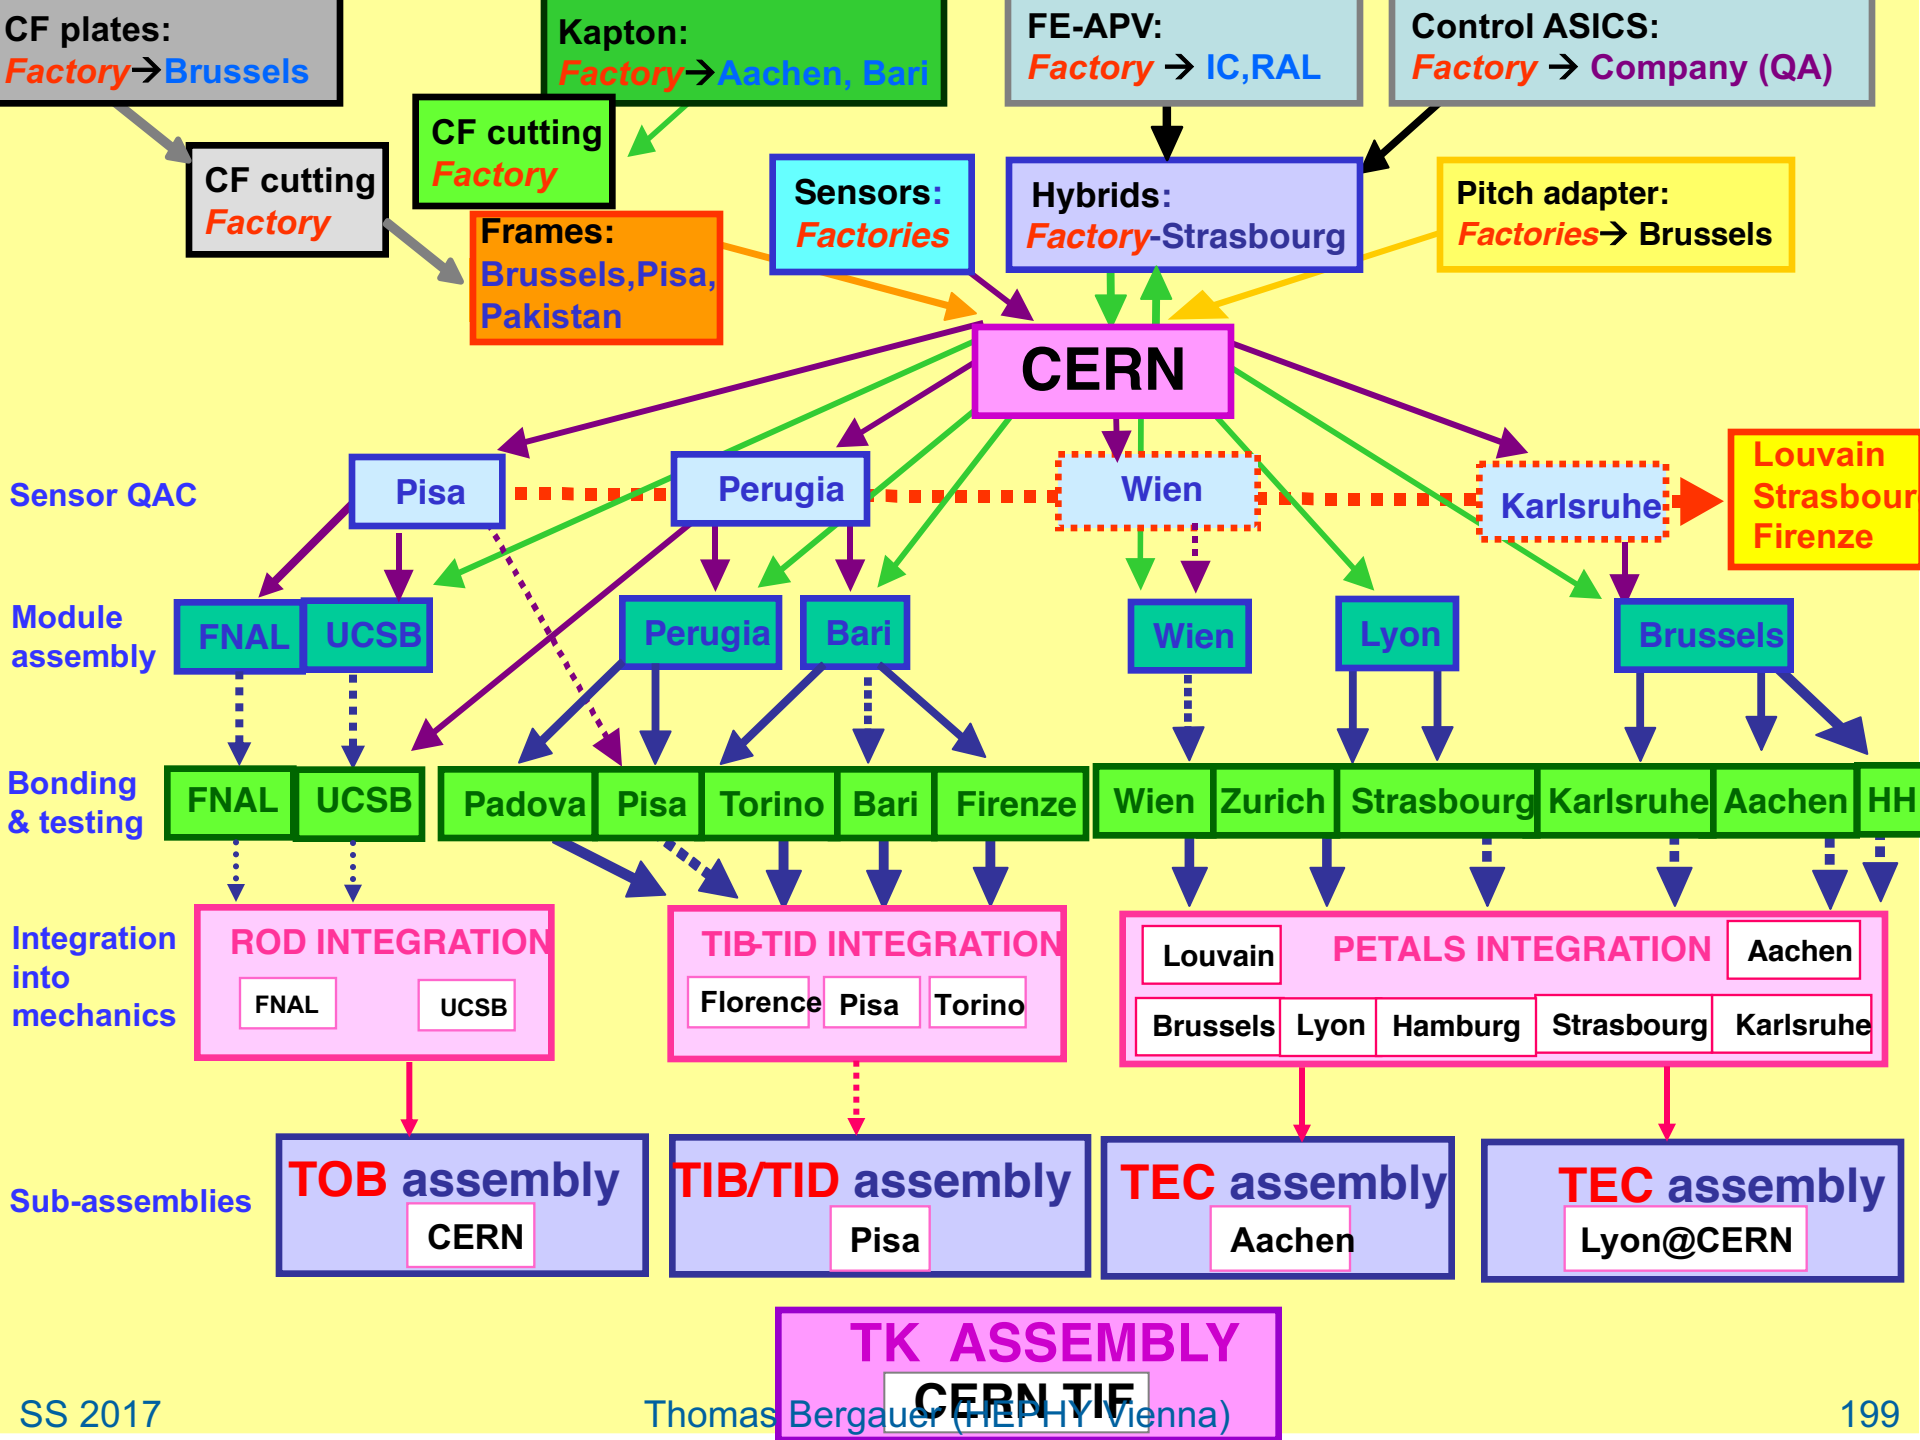 CF plates:
Factory→Brussels
Kapton:
Factory→Aachen, Bari
FE-APV:
Factory → IC,RAL
Control ASICS:
Factory → Company (QA)
CF cutting
Factory
CF cutting
Factory
Frames:
Brussels,Pisa,
Pakistan
Sensors:
Factories
Hybrids:
Factory-Strasbourg
Pitch adapter:
Factories→ Brussels
CERN
Sensor QAC
Pisa
Perugia
Wien
Karlsruhe
Louvain
Strasbour
Firenze
Module
assembly
FNAL
UCSB
Perugia
Bari
Wien
Lyon
Brussels
Bonding
& testing
FNAL
UCSB
Padova
Pisa
Torino
Bari
Firenze
Wien
Zurich
Strasbourg
Karlsruhe
Aachen
HH
Integration
into
mechanics
ROD INTEGRATION
FNAL
UCSB
TIB-TID INTEGRATION
Florence
Pisa
Torino
PETALS INTEGRATION
Louvain
Aachen
Brussels
Lyon
Hamburg
Strasbourg
Karlsruhe
Sub-assemblies
TOB assembly
CERN
TIB/TID assembly
Pisa
TEC assembly
Aachen
TEC assembly
Lyon@CERN
TK ASSEMBLY
CERN TIF
SS 2017
Thomas Bergauer (HEPHY Vienna)
199